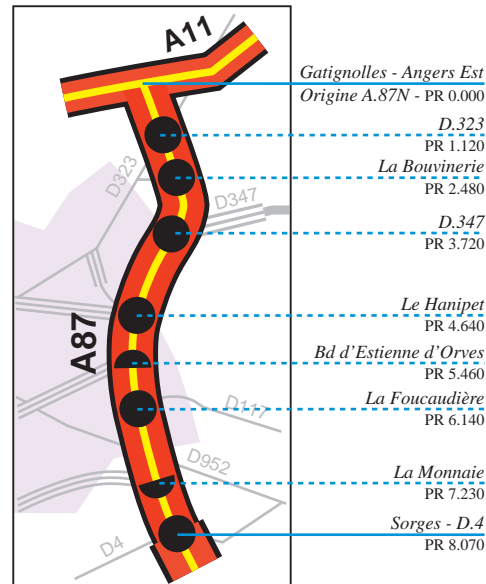 A11
Gatignolles - Angers Est
Origine A.87N - PR 0.000
D.323
PR 1.120
D323
La Bouvinerie
PR 2.480
D347
D.347
PR 3.720
A87
Le Hanipet
PR 4.640
Bd d'Estienne d'Orves
PR 5.460
La Foucaudière
PR 6.140
D117
D952
La Monnaie
PR 7.230
Sorges - D.4
PR 8.070
D4